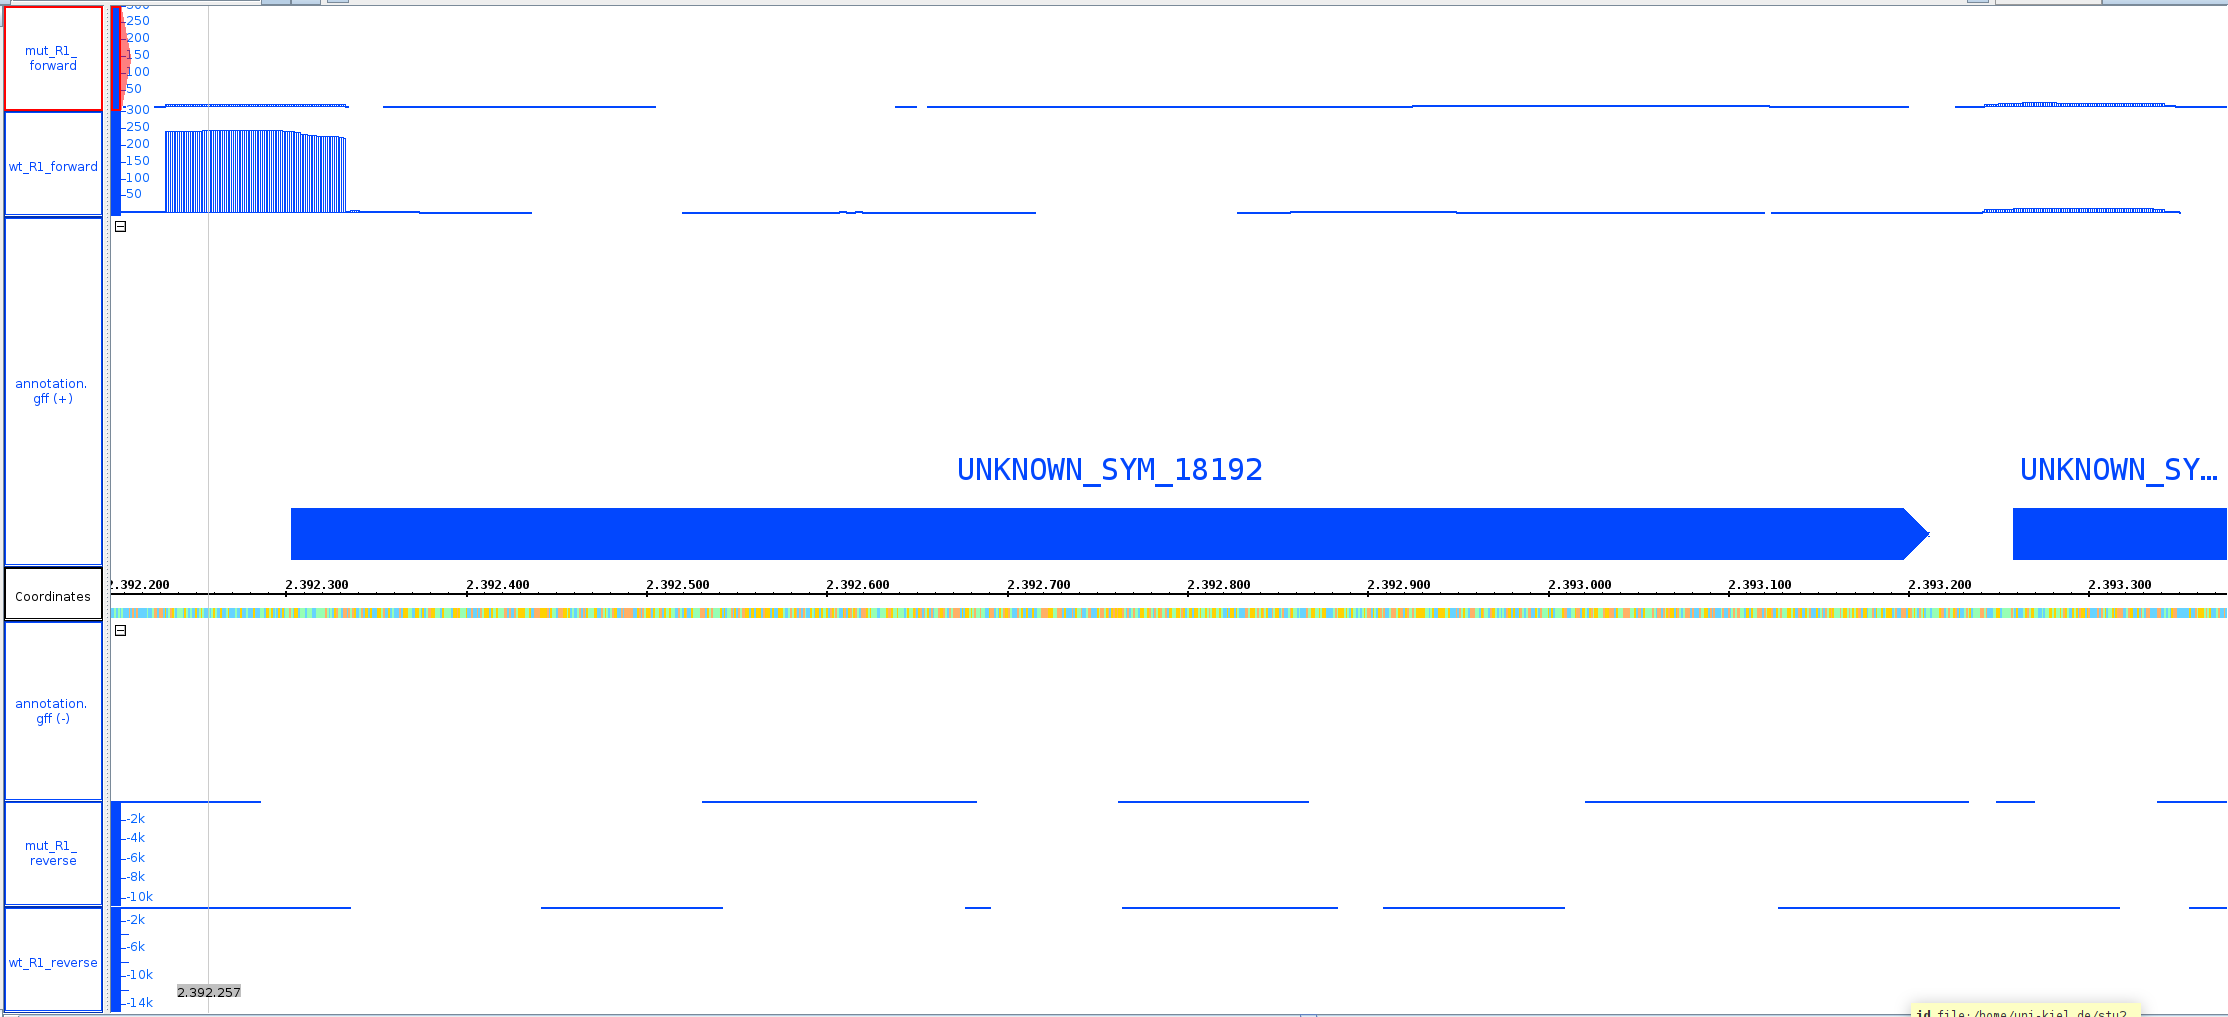 300
250
200
150
100
50
mut_R1_
forward
300
250
200
150
100
50
wt_R1_forward
annotation.
gff (+)
UNKNOWN_SYM_18192
UNKNOWN_SY...
Coordinates
2.392.200 2.392.300 2.392.400 2.392.500 2.392.600 2.392.700 2.392.800 2.392.900 2.393.000 2.393.100 2.393.200 2.393.300
annotation.
gff (-)
mut_R1_
reverse
-2k
-4k
-6k
-8k
-10k
wt_R1_reverse
-2k
-6k
-10k
-14k
2.392.257
id file:/home/uni-kiel.de/stu2